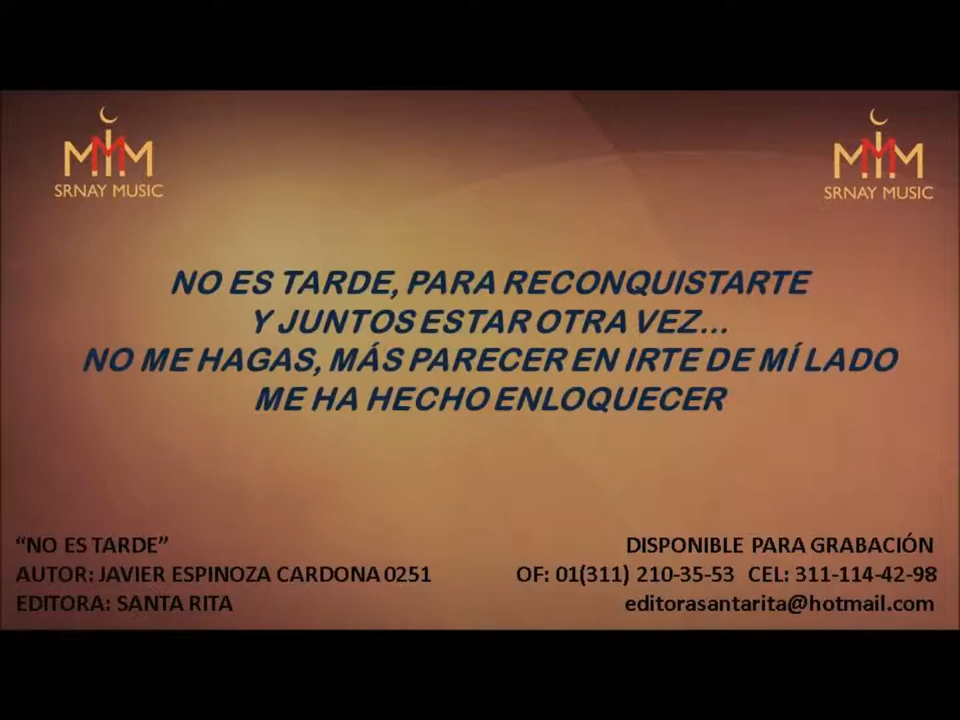 SRNAY MUSIC
SRNAY MUSIC
NO ES TARDE, PARA RECONQUISTARTE
Y JUNTOS ESTAR OTRA VEZ...
NO ME HAGAS, MÁS PARECER EN IRTE DE MÍ LADO
ME HA HECHO ENLOQUECER
“NO ES TARDE”
AUTOR: JAVIER ESPINOZA CARDONA 0251
EDITORA: SANTA RITA
DISPONIBLE PARA GRABACIÓN
OF: 01(311) 210-35-53 CEL: 311-114-42-98
editorasantarita@hotmail.com